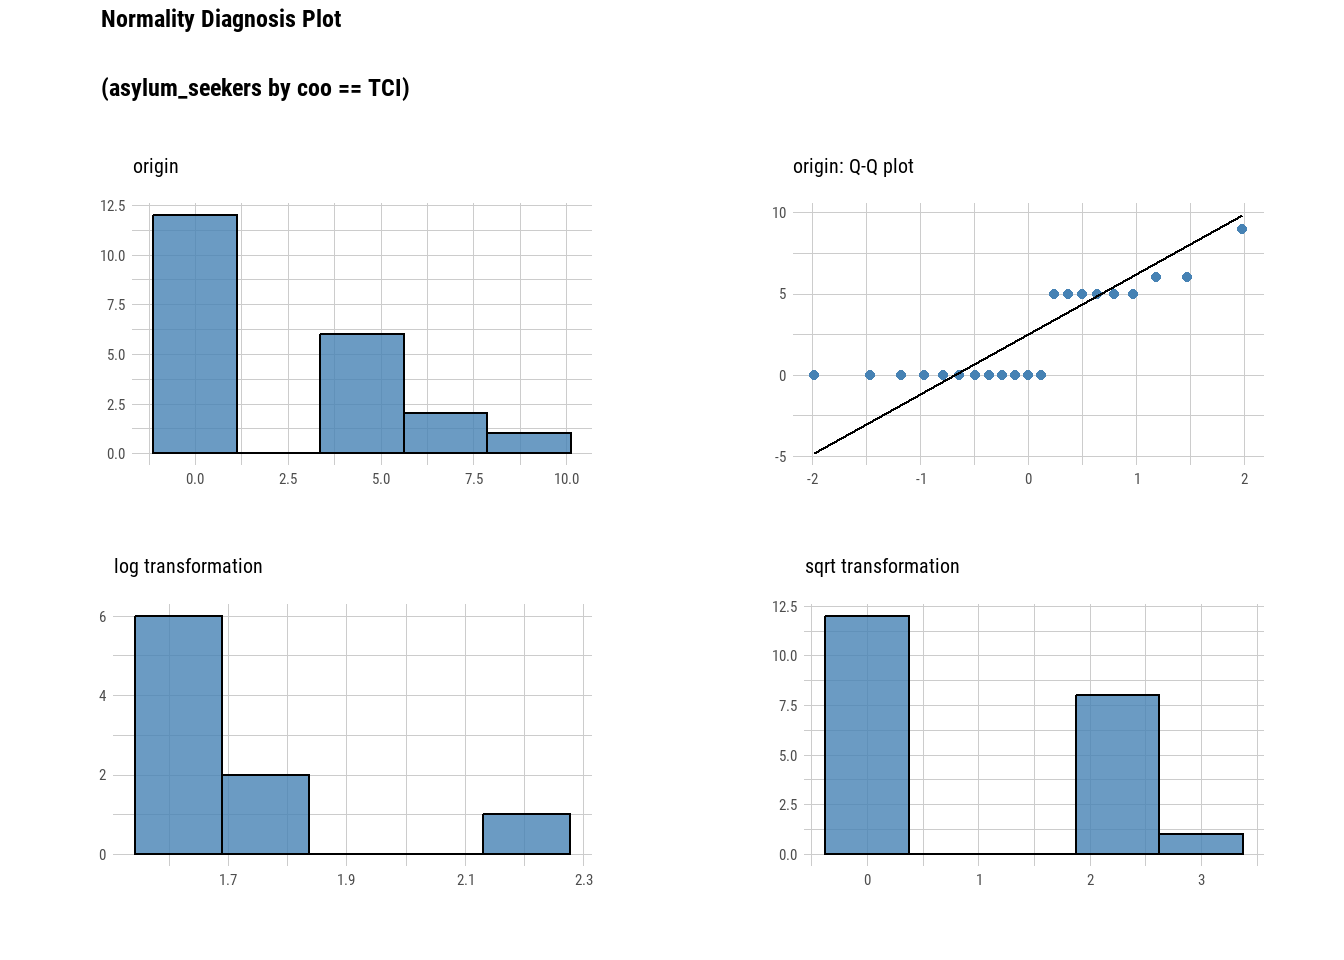 Normality Diagnosis Plot
(asylum_seekers by coo == TCI)
origin
12.5
10.0
7.5
5.0
2.5
0.0
0.0 2.5 5.0 7.5 10.0
origin: Q-Q plot
10
5
0
-5
-2 -1 0 1 2
log transformation
6
4
2
0
1.7 1.9 2.1 2.3
sqrt transformation
12.5
10.0
7.5
5.0
2.5
0.0
0 1 2 3